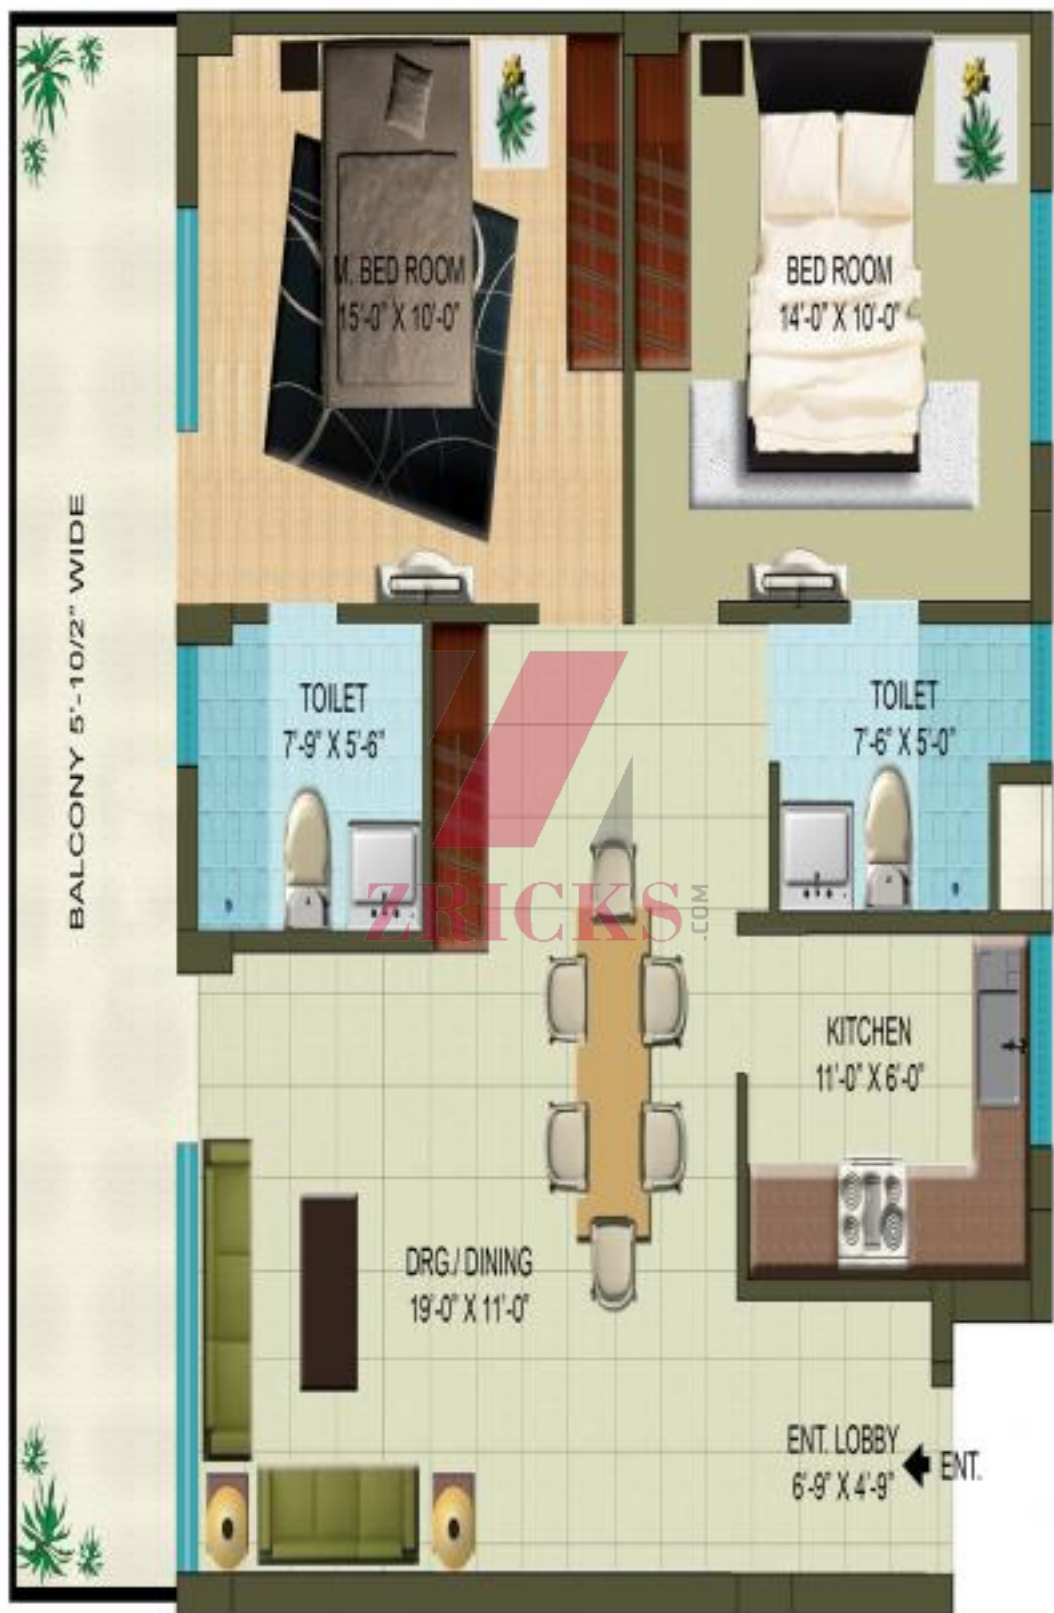 M. BED ROOM
15'-0" X 10'-0"
BED ROOM
14'-0" X 10'-0"
BALCONY 5'-10/2" WIDE
TOILET
7'-9" X 5'-6"
TOILET
7'-6" X 5'-0"
ZRICKS.COM
KITCHEN
11'-0" X 6'-0"
DRG./ DINING
19'-0" X 11'-0"
ENT. LOBBY
6'-9" X 4'-9"
ENT.